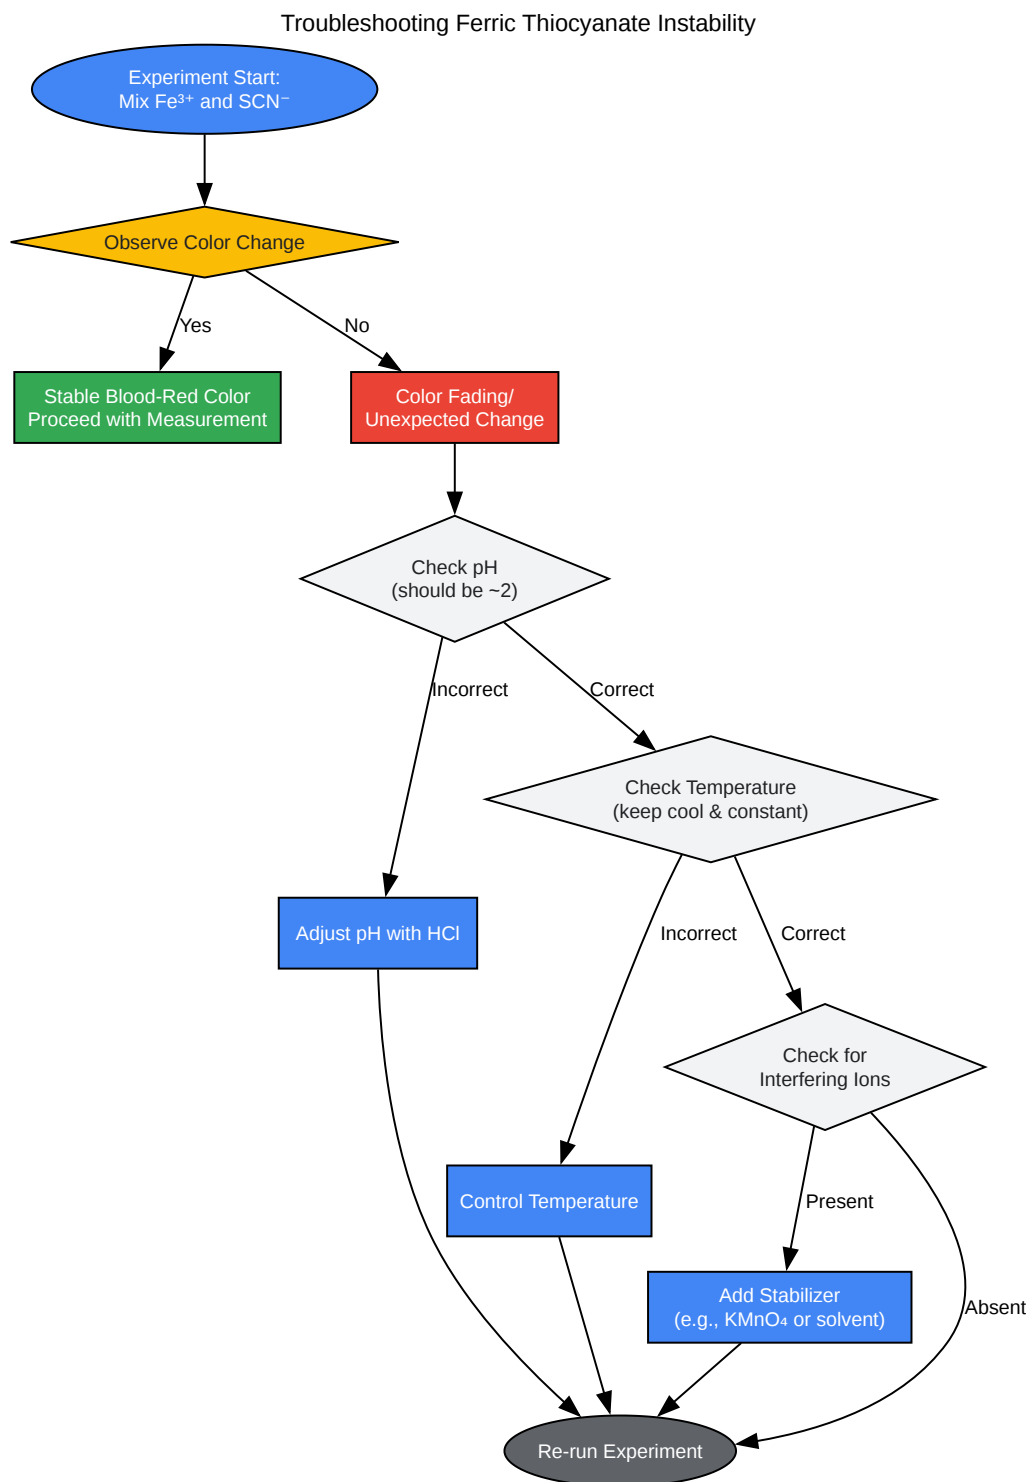 Troubleshooting Ferric Thiocyanate Instability
Experiment Start:
Mix Fe³⁺ and SCN⁻
Observe Color Change
Yes
No
Stable Blood-Red Color
Proceed with Measurement
Color Fading/
Unexpected Change
Check pH
(should be ~2)
Incorrect
Correct
Check Temperature
(keep cool & constant)
Adjust pH with HCl
Incorrect
Correct
Check for
Interfering Ions
Control Temperature
Present
Add Stabilizer
(e.g., KMnO₄ or solvent)
Absent
Re-run Experiment